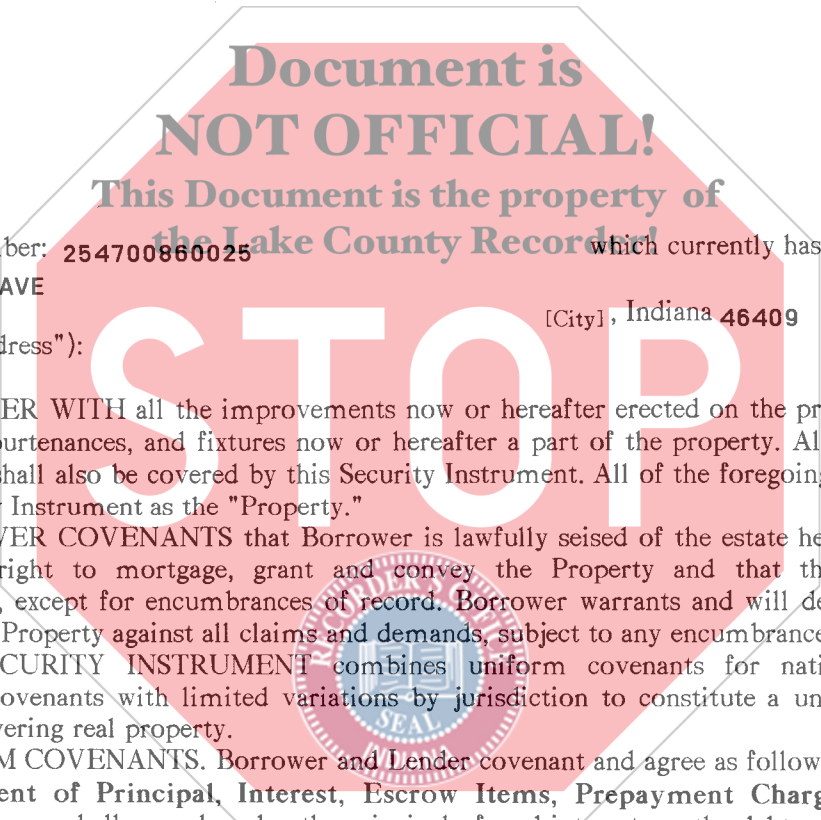 Document is
NOT OFFICIAL!
This Document is the property of
the Lake County Recorder!
ber: 254700860025 which currently has
AVE
[City] , Indiana 46409
dress"):
STOP
ER WITH all the improvements now or hereafter erected on the pr
ourtenances, and fixtures now or hereafter a part of the property. Al
shall also be covered by this Security Instrument. All of the foregoing
y Instrument as the "Property."
VER COVENANTS that Borrower is lawfully seised of the estate he
right to mortgage, grant and convey the Property and that th
, except for encumbrances of record. Borrower warrants and will de
Property against all claims and demands, subject to any encumbrance
CURITY INSTRUMENT combines uniform covenants for nati
ovenants with limited variations by jurisdiction to constitute a un
vering real property.
M COVENANTS. Borrower and Lender covenant and agree as follow
ent of Principal, Interest, Escrow Items, Prepayment Charg
RECORDER'S OFFICE
SEAL
INDIANA